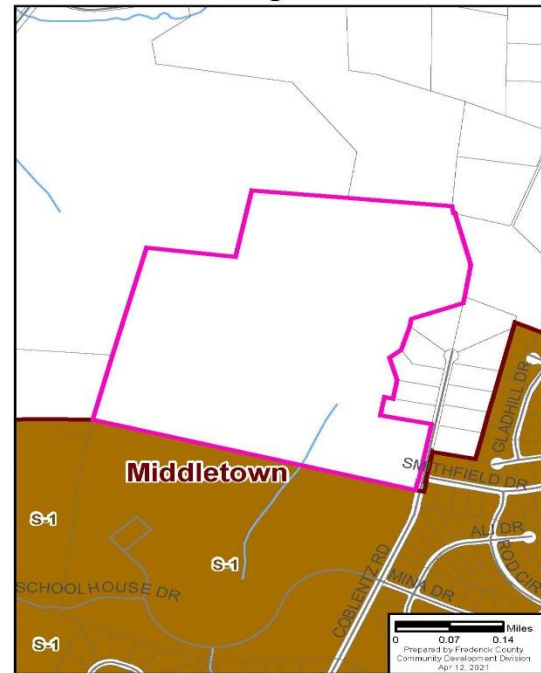 GLADHILL DR
Middletown
SMITHFIELD DR
S-1
S-1
ALI DR
ROD CIR
MINA DR
SCHOOLHOUSE DR
COBLENTZ RD
S-1
Miles
0 0.07 0.14
Prepared by Frederick County
Community Development Division
Apr 12, 2021